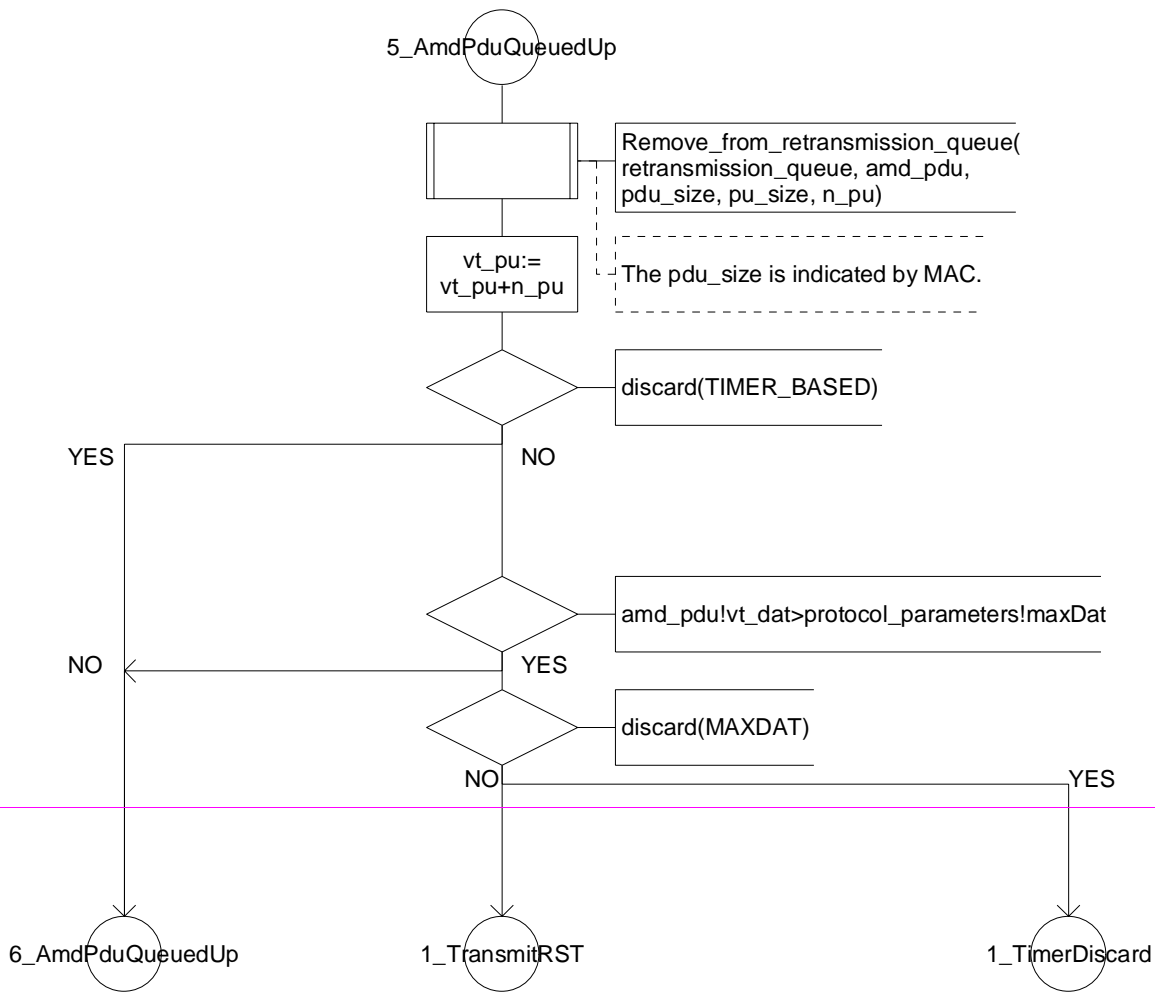 5_AmdPduQueuedUp
Remove_from_retransmission_queue(
retransmission_queue, amd_pdu,
pdu_size, pu_size, n_pu)
vt_pu:=
vt_pu+n_pu
The pdu_size is indicated by MAC.
discard(TIMER_BASED)
YES
NO
amd_pdu!vt_dat>protocol_parameters!maxDat
NO
YES
discard(MAXDAT)
NO
YES
6_AmdPduQueuedUp
1_TransmitRST
1_TimerDiscard